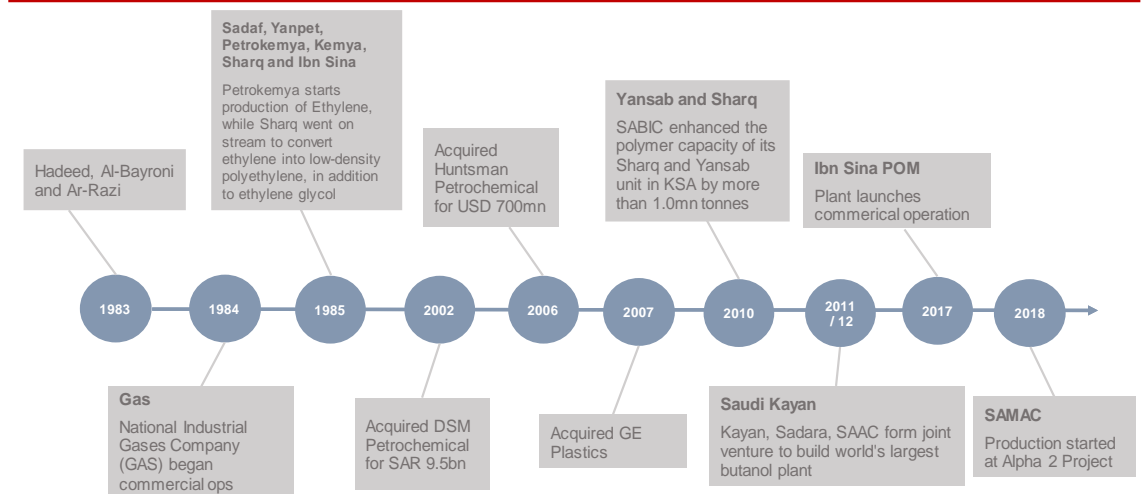 Sadaf, Yanpet,
Petrokemya, Kemya,
Sharq and Ibn Sina
Petrokemya starts
production of Ethylene,
while Sharq went on
stream to convert
ethylene into low-density
polyethylene, in addition
to ethylene glycol
Hadeed, Al-Bayroni
and Ar-Razi
Acquired
Huntsman
Petrochemical
for USD 700mn
Yansab and Sharq
SABIC enhanced the
polymer capacity of its
Sharq and Yansab
unit in KSA by more
than 1.0mn tonnes
Ibn Sina POM
Plant launches
commerical operation
1983
1984
1985
2002
2006
2007
2010
2011
/ 12
2017
2018
Gas
National Industrial
Gases Company
(GAS) began
commercial ops
Acquired DSM
Petrochemical
for SAR 9.5bn
Acquired GE
Plastics
Saudi Kayan
Kayan, Sadara, SAAC form joint
venture to build world's largest
butanol plant
SAMAC
Production started
at Alpha 2 Project